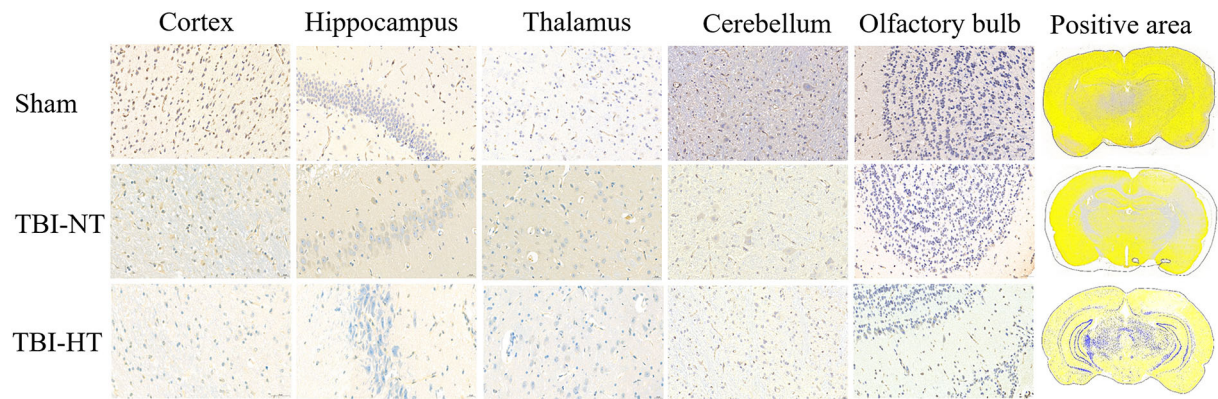 Cortex Hippocampus Thalamus Cerebellum Olfactory bulb Positive area
Sham
TBI-NT
TBI-HT